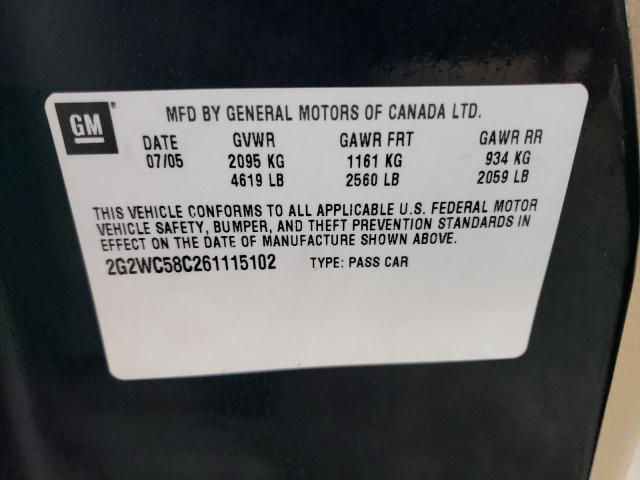 GM®
MFD BY GENERAL MOTORS OF CANADA LTD.
DATE GVWR GAWR FRT GAWR RR
07/05 2095 KG 1161 KG 934 KG
4619 LB 2560 LB 2059 LB
THIS VEHICLE CONFORMS TO ALL APPLICABLE U.S. FEDERAL MOTOR
VEHICLE SAFETY, BUMPER, AND THEFT PREVENTION STANDARDS IN
EFFECT ON THE DATE OF MANUFACTURE SHOWN ABOVE.
2G2WC58C261115102 TYPE: PASS CAR